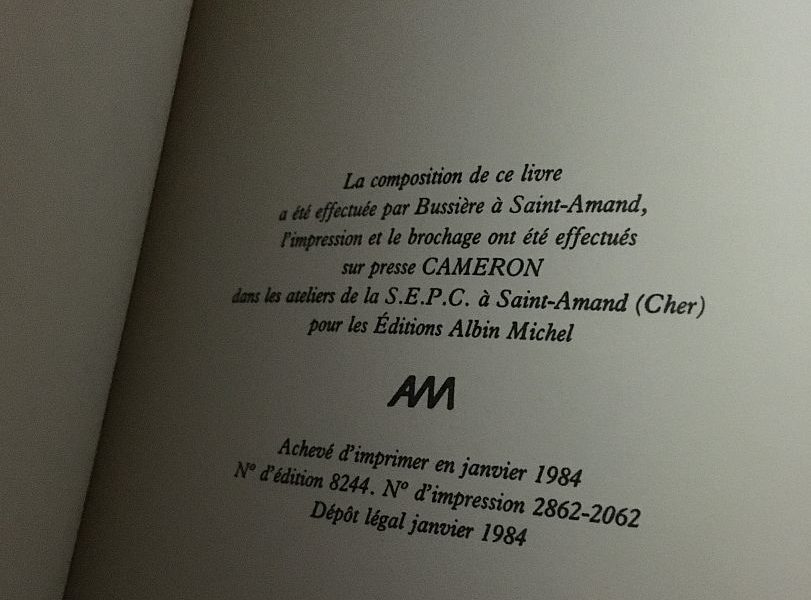 La composition de ce livre
a été effectuée par Bussière à Saint-Amand,
l'impression et le brochage ont été effectués
sur presse CAMERON
dans les ateliers de la S.E.P.C. à Saint-Amand (Cher)
pour les Éditions Albin Michel
AM
Achevé d'imprimer en janvier 1984
N° d'édition 8244. N° d'impression 2862-2062
Dépôt légal janvier 1984